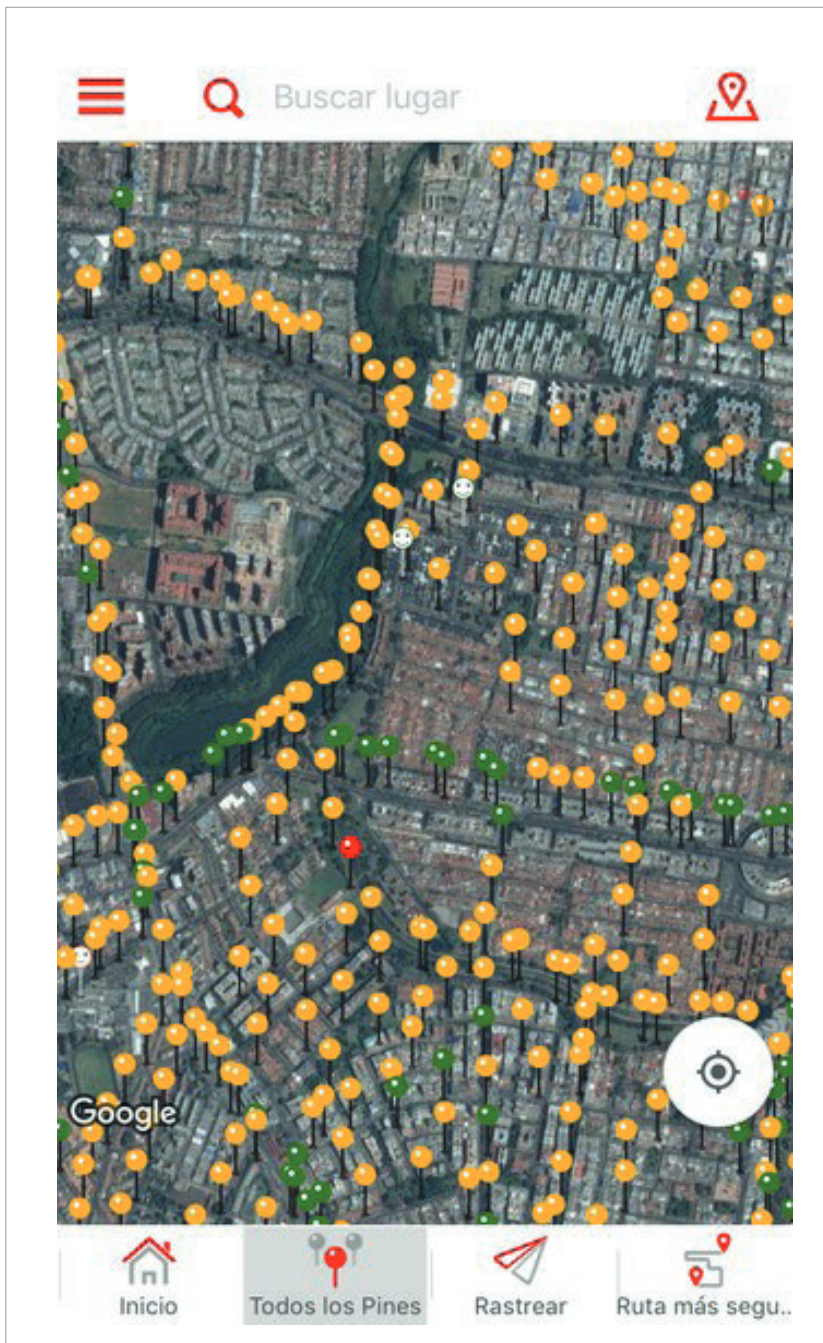 Buscar lugar
Google
Inicio
Todos los Pines
Rastrear
Ruta más segu..